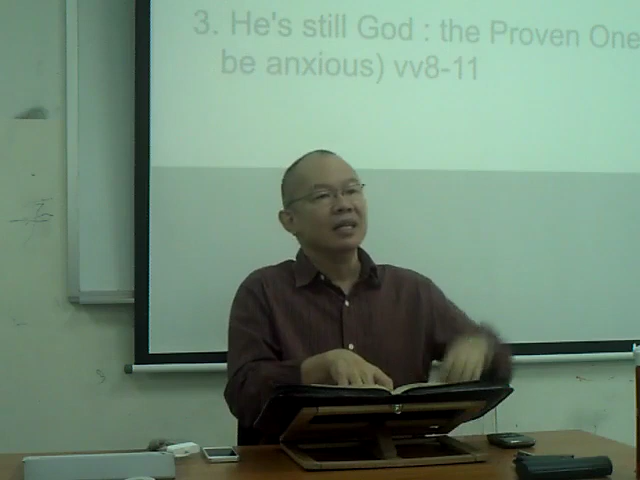 3. He's still God : the Proven One
be anxious) vv8-11